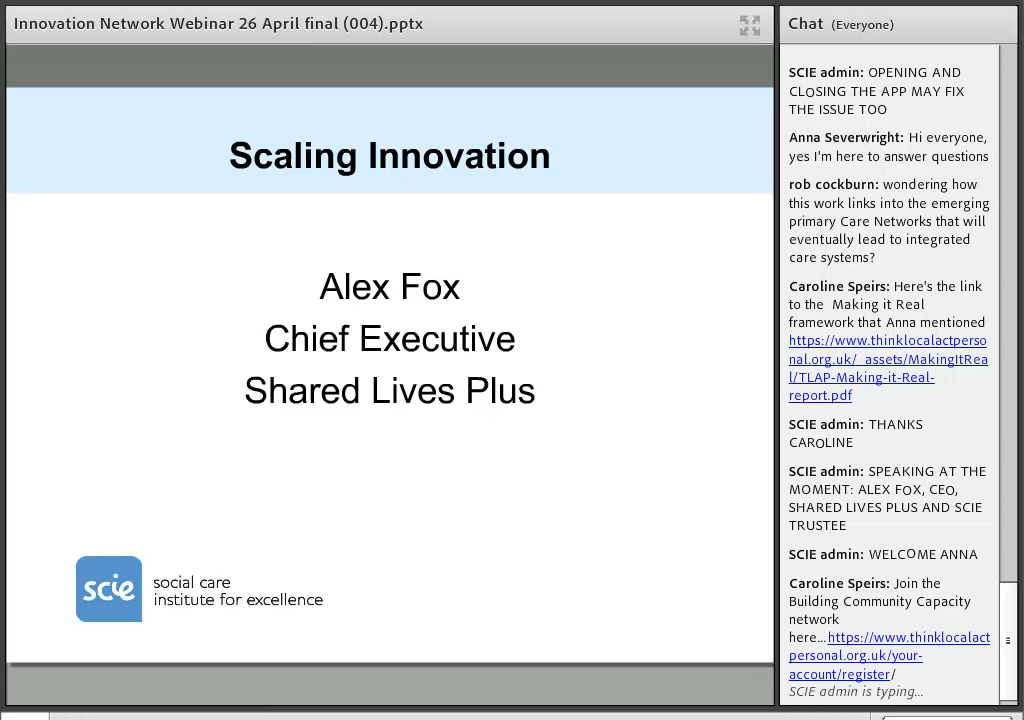 Innovation Network Webinar 26 April final (004).pptx
Scaling Innovation
Alex Fox
Chief Executive
Shared Lives Plus
scie
social care
institute for excellence
Chat (Everyone)
SCIE admin: OPENING AND
CLOSING THE APP MAY FIX
THE ISSUE TOO
Anna Severwright: Hi everyone,
yes I'm here to answer questions
rob cockburn: wondering how
this work links into the emerging
primary Care Networks that will
eventually lead to integrated
care systems?
Caroline Speirs: Here's the link
to the Making it Real
framework that Anna mentioned
https://www.thinklocalactperso
nal.org.uk/_assets/MakingItRea
l/TLAP-Making-it-Real-
report.pdf
SCIE admin: THANKS
CAROLINE
SCIE admin: SPEAKING AT THE
MOMENT: ALEX FOX, CEO,
SHARED LIVES PLUS AND SCIE
TRUSTEE
SCIE admin: WELCOME ANNA
Caroline Speirs: Join the
Building Community Capacity
network
here...https://www.thinklocalact
personal.org.uk/your-
account/register/
SCIE admin is typing...